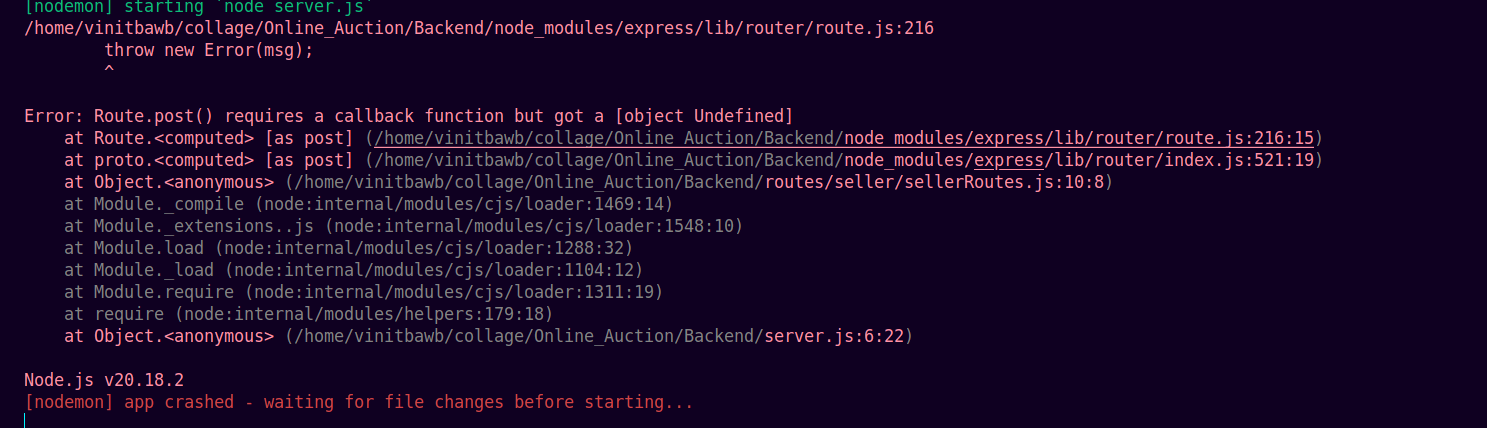 [nodemon] starting `node server.js`
/home/vinitbawb/collage/Online_Auction/Backend/node_modules/express/lib/router/route.js:216
        throw new Error(msg);
        ^
Error: Route.post() requires a callback function but got a [object Undefined]
    at Route.<computed> [as post] (/home/vinitbawb/collage/Online_Auction/Backend/node_modules/express/lib/router/route.js:216:15)
    at proto.<computed> [as post] (/home/vinitbawb/collage/Online_Auction/Backend/node_modules/express/lib/router/index.js:521:19)
    at Object.<anonymous> (/home/vinitbawb/collage/Online_Auction/Backend/routes/seller/sellerRoutes.js:10:8)
    at Module._compile (node:internal/modules/cjs/loader:1469:14)
    at Module._extensions..js (node:internal/modules/cjs/loader:1548:10)
    at Module.load (node:internal/modules/cjs/loader:1288:32)
    at Module._load (node:internal/modules/cjs/loader:1104:12)
    at Module.require (node:internal/modules/cjs/loader:1311:19)
    at require (node:internal/modules/helpers:179:18)
    at Object.<anonymous> (/home/vinitbawb/collage/Online_Auction/Backend/server.js:6:22)
Node.js v20.18.2
[nodemon] app crashed - waiting for file changes before starting...